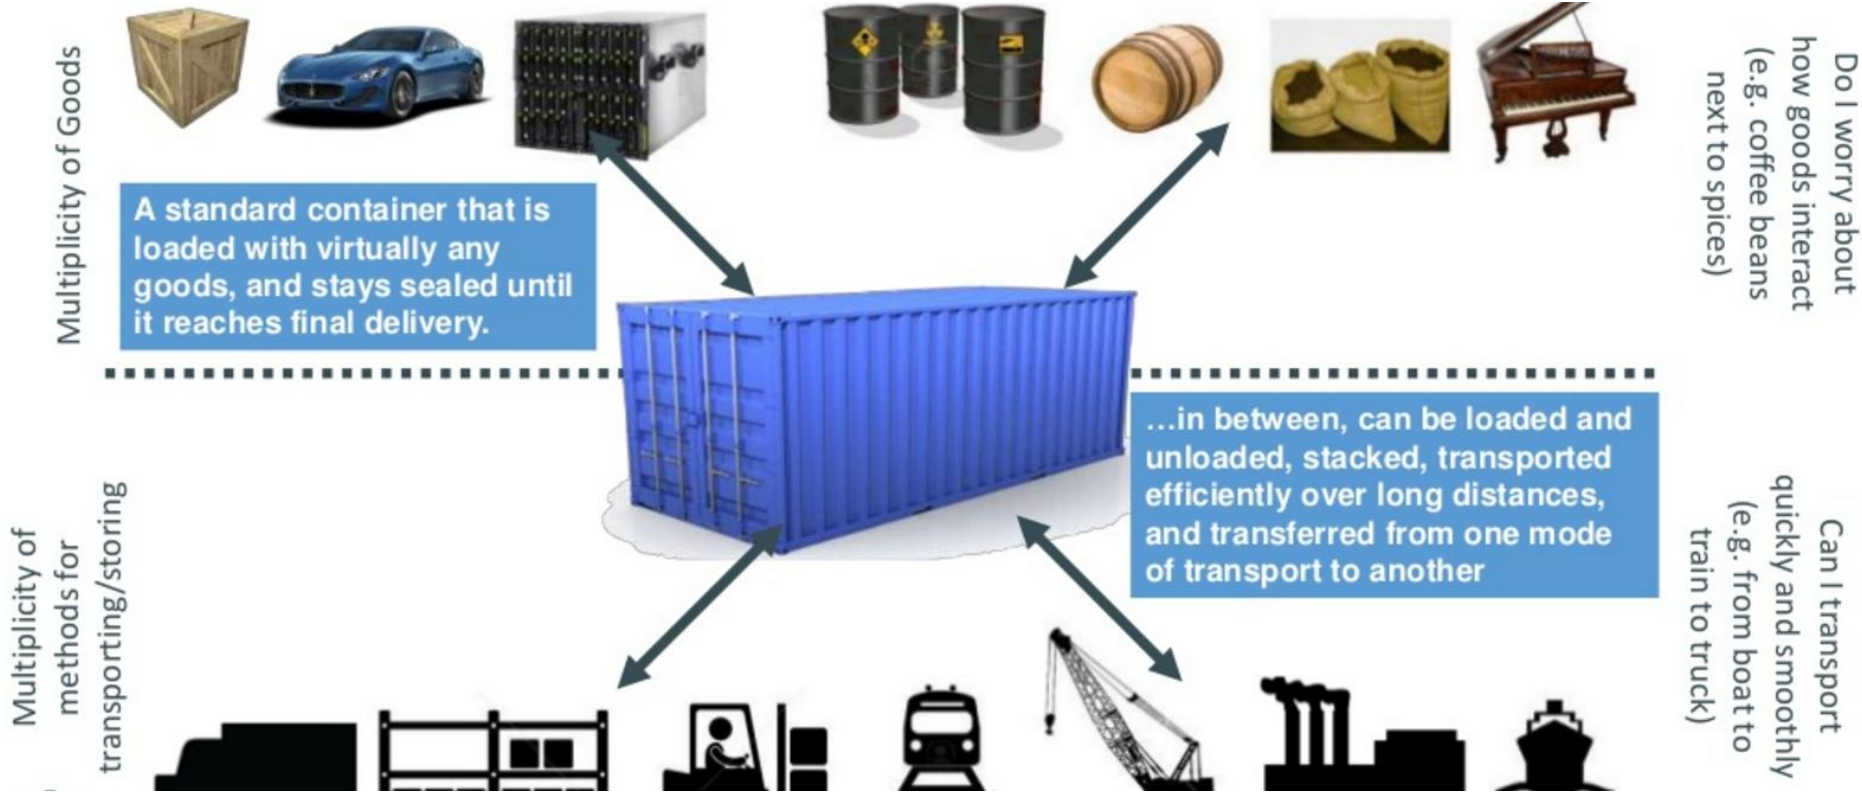 Multiplicity of Goods
A standard container that is
loaded with virtually any
goods, and stays sealed until
it reaches final delivery.
Do I worry about
how goods interact
(e.g. coffee beans
next to spices)
Multiplicity of
methods for
transporting/storing
…in between, can be loaded and
unloaded, stacked, transported
efficiently over long distances,
and transferred from one mode
of transport to another
Can I transport
quickly and smoothly
(e.g. from boat to
train to truck)